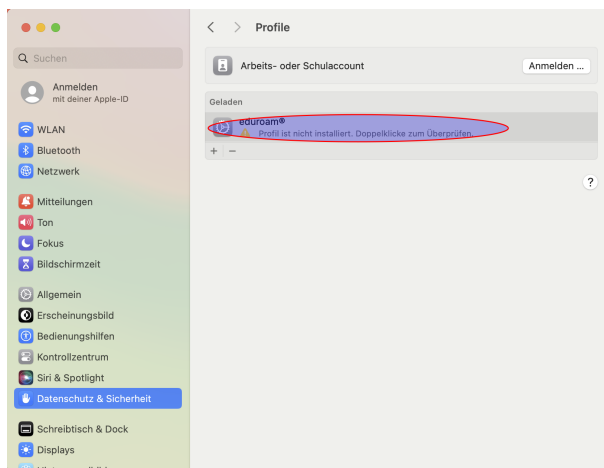 Profile
Suchen
Arbeits- oder Schulaccount
Anmelden ...
Anmelden
mit deiner Apple-ID
Geladen
eduroam®
Profil ist nicht installiert. Doppelklicke zum Überprüfen.
+ −
?
WLAN
Bluetooth
Netzwerk
Mitteilungen
Ton
Fokus
Bildschirmzeit
Allgemein
Erscheinungsbild
Bedienungshilfen
Kontrollzentrum
Siri & Spotlight
Datenschutz & Sicherheit
Schreibtisch & Dock
Displays